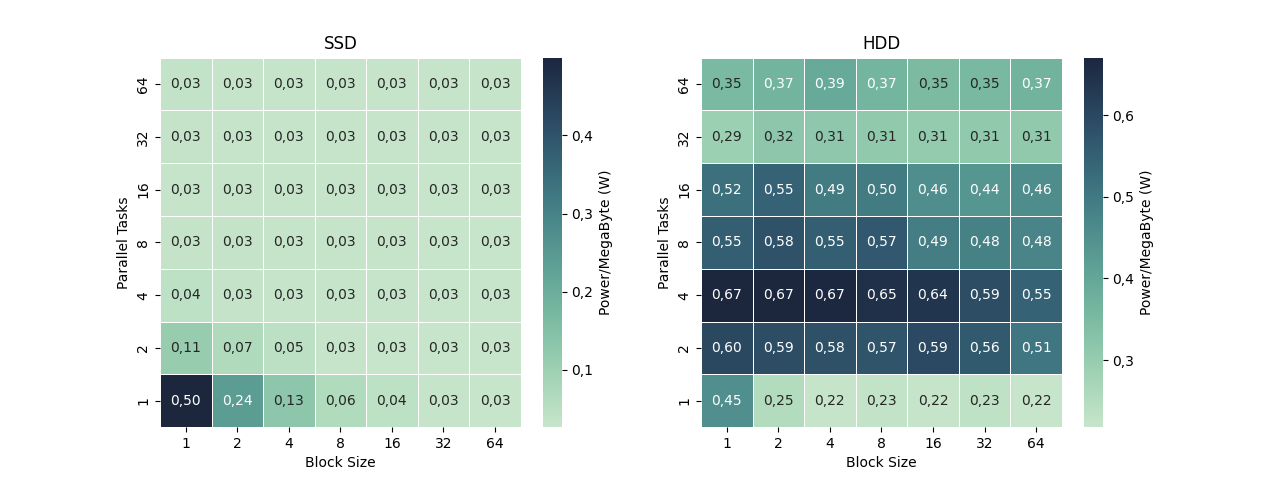 SSD
HDD
Parallel Tasks
64 0,03 0,03 0,03 0,03 0,03 0,03 0,03
32 0,03 0,03 0,03 0,03 0,03 0,03 0,03
16 0,03 0,03 0,03 0,03 0,03 0,03 0,03
8 0,03 0,03 0,03 0,03 0,03 0,03 0,03
4 0,04 0,03 0,03 0,03 0,03 0,03 0,03
2 0,11 0,07 0,05 0,03 0,03 0,03 0,03
1 0,50 0,24 0,13 0,06 0,04 0,03 0,03
1 2 4 8 16 32 64
Block Size
0,4
0,3
0,2
0,1
Power/MegaByte (W)
Parallel Tasks
64 0,35 0,37 0,39 0,37 0,35 0,35 0,37
32 0,29 0,32 0,31 0,31 0,31 0,31 0,31
16 0,52 0,55 0,49 0,50 0,46 0,44 0,46
8 0,55 0,58 0,55 0,57 0,49 0,48 0,48
4 0,67 0,67 0,67 0,65 0,64 0,59 0,55
2 0,60 0,59 0,58 0,57 0,59 0,56 0,51
1 0,45 0,25 0,22 0,23 0,22 0,23 0,22
1 2 4 8 16 32 64
Block Size
0,6
0,5
0,4
0,3
Power/MegaByte (W)